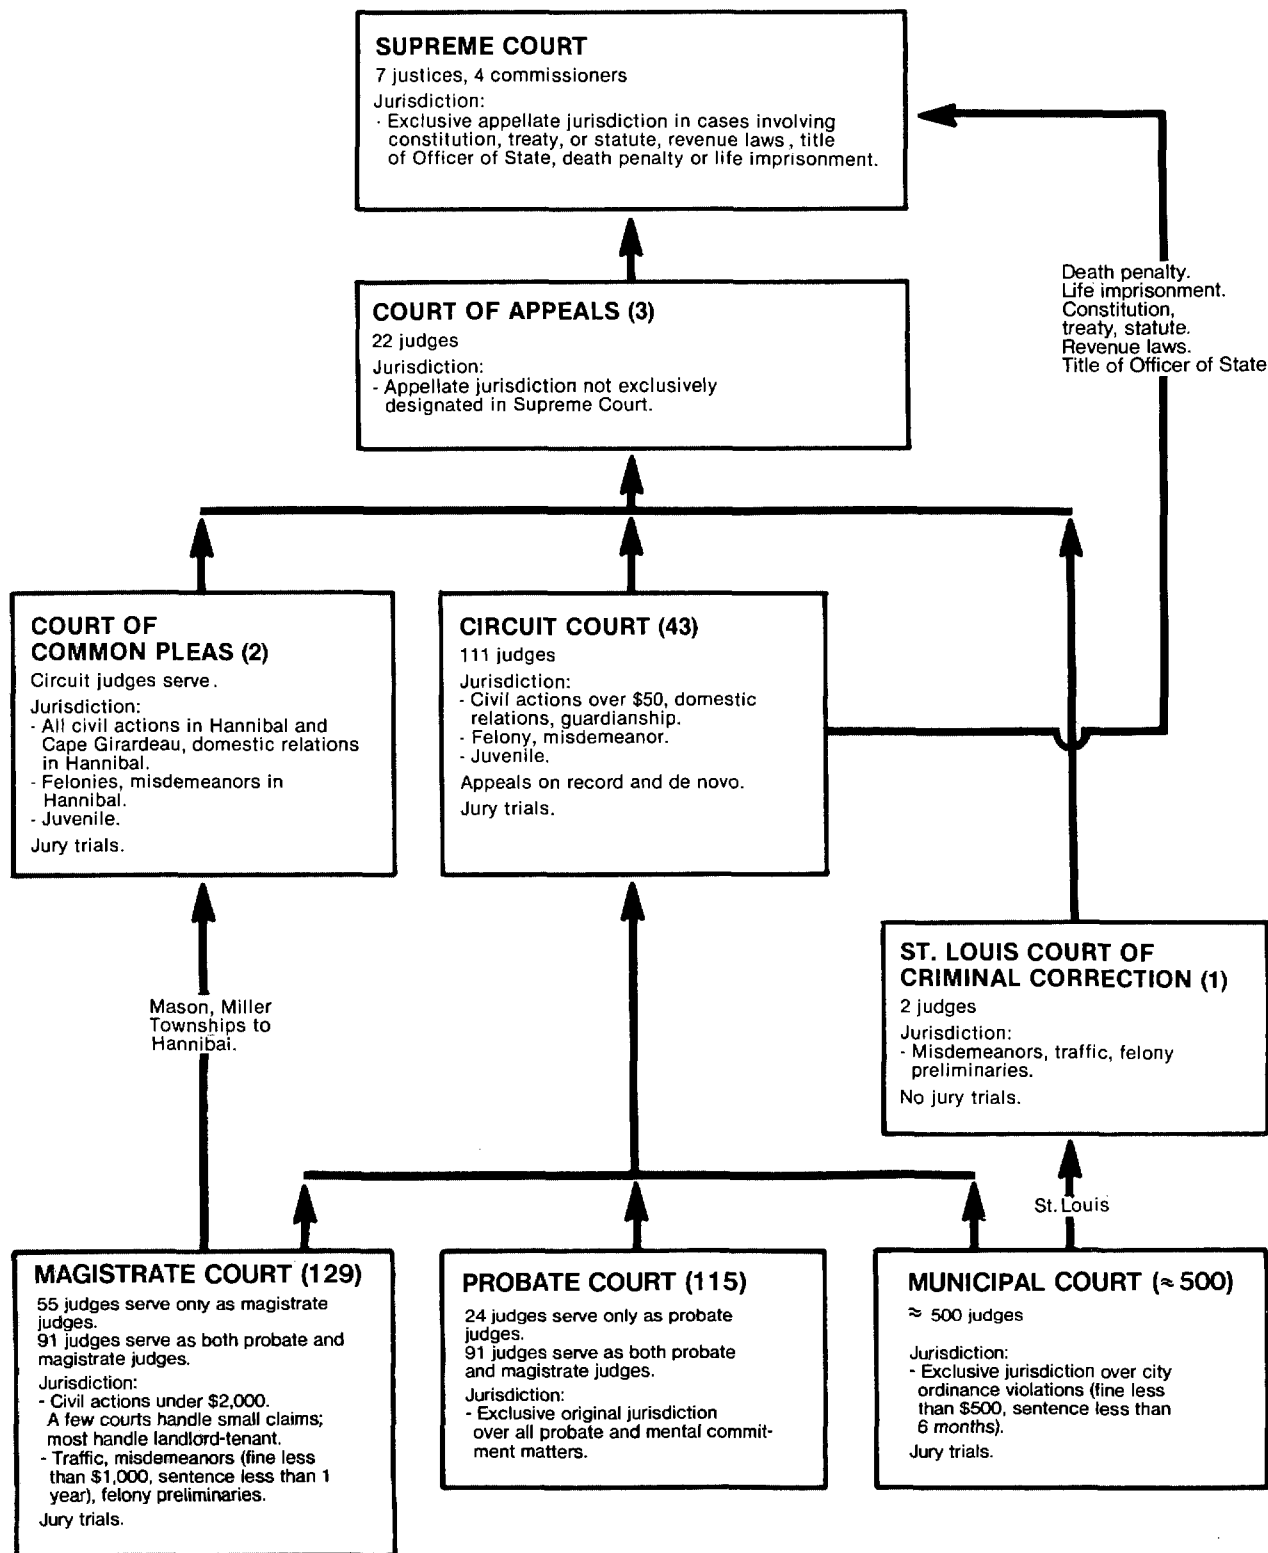 SUPREME COURT
7 justices, 4 commissioners
Jurisdiction:
- Exclusive appellate jurisdiction in cases involving
constitution, treaty, or statute, revenue laws, title
of Officer of State, death penalty or life imprisonment.
Death penalty.
Life imprisonment.
Constitution,
treaty, statute.
Revenue laws.
Title of Officer of State
COURT OF APPEALS (3)
22 judges
Jurisdiction:
- Appellate jurisdiction not exclusively
designated in Supreme Court.
COURT OF
COMMON PLEAS (2)
Circuit judges serve.
Jurisdiction:
- All civil actions in Hannibal and
Cape Girardeau, domestic relations
in Hannibal.
- Felonies, misdemeanors in
Hannibal.
- Juvenile.
Jury trials.
CIRCUIT COURT (43)
111 judges
Jurisdiction:
- Civil actions over $50, domestic
relations, guardianship.
- Felony, misdemeanor.
- Juvenile.
Appeals on record and de novo.
Jury trials.
ST. LOUIS COURT OF
CRIMINAL CORRECTION (1)
2 judges
Jurisdiction:
- Misdemeanors, traffic, felony
preliminaries.
No jury trials.
Mason, Miller
Townships to
Hannibal.
St. Louis
MAGISTRATE COURT (129)
55 judges serve only as magistrate
judges.
91 judges serve as both probate and
magistrate judges.
Jurisdiction:
- Civil actions under $2,000.
A few courts handle small claims;
most handle landlord-tenant.
- Traffic, misdemeanors (fine less
than $1,000, sentence less than 1
year), felony preliminaries.
Jury trials.
PROBATE COURT (115)
24 judges serve only as probate
judges.
91 judges serve as both probate
and magistrate judges.
Jurisdiction:
- Exclusive original jurisdiction
over all probate and mental commit-
ment matters.
MUNICIPAL COURT (≈ 500)
≈ 500 judges
Jurisdiction:
- Exclusive jurisdiction over city
ordinance violations (fine less
than $500, sentence less than
6 months).
Jury trials.